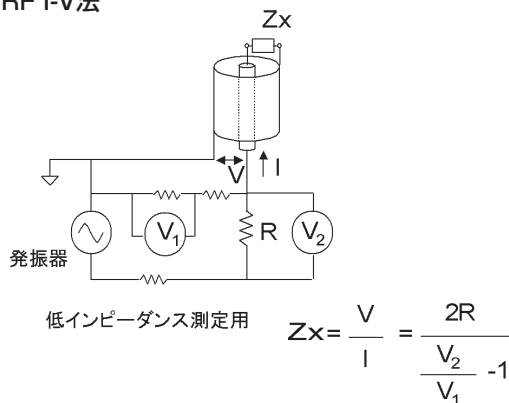 RF I-V法
Zx
V
I
V1
R
V2
発振器
低インピーダンス測定用
Zx= V/I = 2R/(V2/V1 -1)